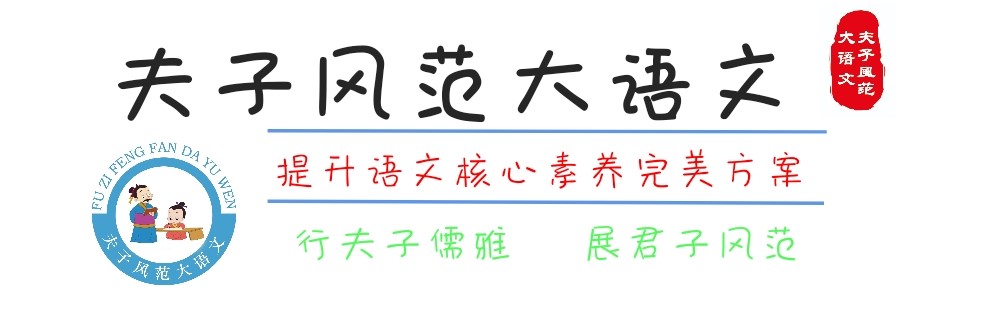 夫子风范大语文
夫子風范
大语文
提升语文核心素养完美方案
行夫子儒雅 展君子风范
FU ZI FENG FAN DA YU WEN
夫子风范大语文